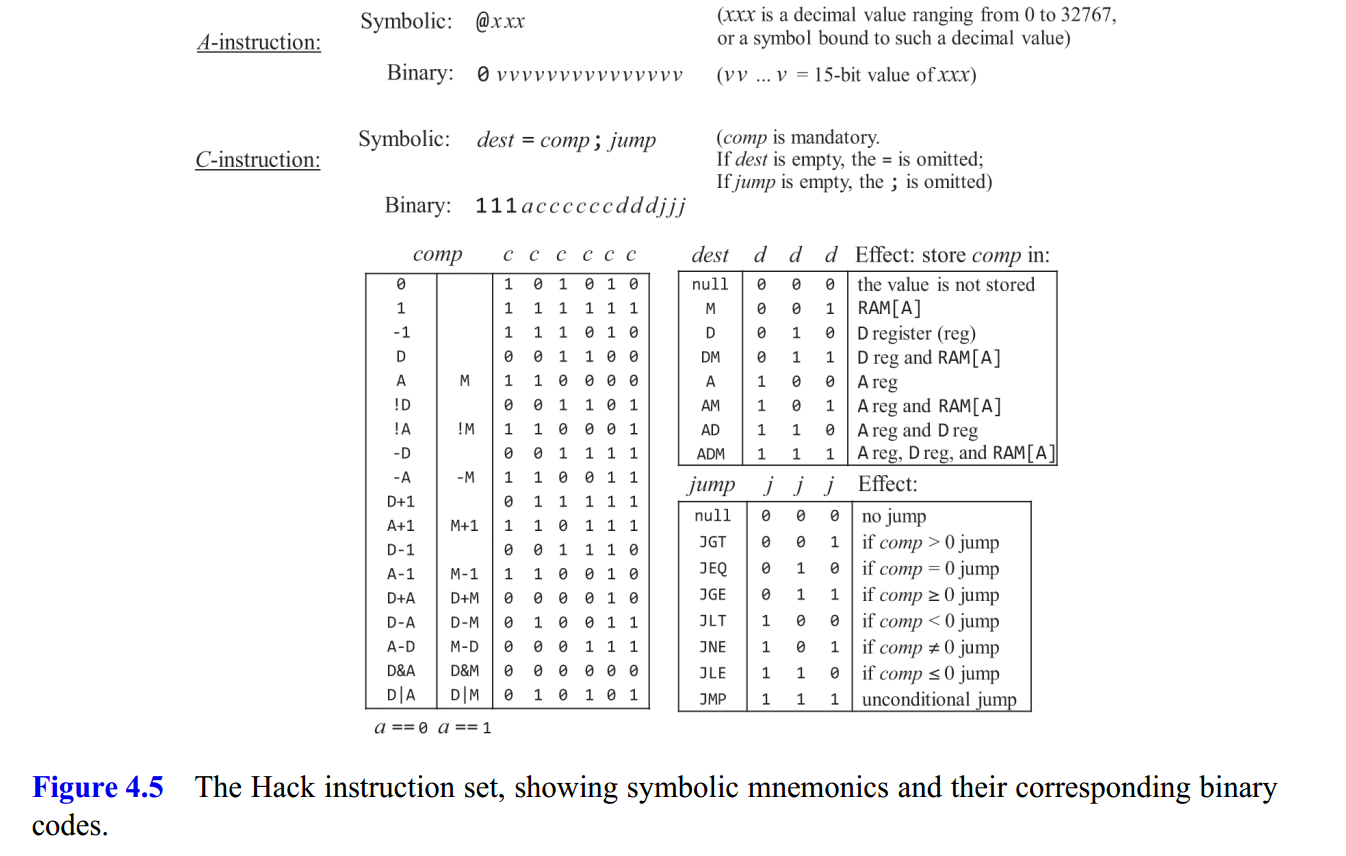 Symbolic: @xxx (xxx is a decimal value ranging from 0 to 32767,
A-instruction: or a symbol bound to such a decimal value)
Binary: 0 v v v v v v v v v v v v v v v (vv ... v = 15-bit value of xxx)
Symbolic: dest = comp ; jump (comp is mandatory.
C-instruction: If dest is empty, the = is omitted;
If jump is empty, the ; is omitted)
Binary: 111accccccdddjjj
comp c c c c c c
0 1 0 1 0 1 0
1 1 1 1 1 1 1
-1 1 1 1 0 1 0
D 0 0 1 1 0 0
A M 1 1 0 0 0 0
!D 0 0 1 1 0 1
!A !M 1 1 0 0 0 1
-D 0 0 1 1 1 1
-A -M 1 1 0 0 1 1
D+1 0 1 1 1 1 1
A+1 M+1 1 1 0 1 1 1
D-1 0 0 1 1 1 0
A-1 M-1 1 1 0 0 1 0
D+A D+M 0 0 0 0 1 0
D-A D-M 0 1 0 0 1 1
A-D M-D 0 0 0 1 1 1
D&A D&M 0 0 0 0 0 0
D|A D|M 0 1 0 1 0 1
a ==0 a ==1
dest d d d Effect: store comp in:
null 0 0 0 the value is not stored
M 0 0 1 RAM[A]
D 0 1 0 D register (reg)
DM 0 1 1 D reg and RAM[A]
A 1 0 0 A reg
AM 1 0 1 A reg and RAM[A]
AD 1 1 0 A reg and D reg
ADM 1 1 1 A reg, D reg, and RAM[A]
jump j j j Effect:
null 0 0 0 no jump
JGT 0 0 1 if comp > 0 jump
JEQ 0 1 0 if comp = 0 jump
JGE 0 1 1 if comp ≥ 0 jump
JLT 1 0 0 if comp < 0 jump
JNE 1 0 1 if comp ≠ 0 jump
JLE 1 1 0 if comp ≤ 0 jump
JMP 1 1 1 unconditional jump
Figure 4.5 The Hack instruction set, showing symbolic mnemonics and their corresponding binary
codes.